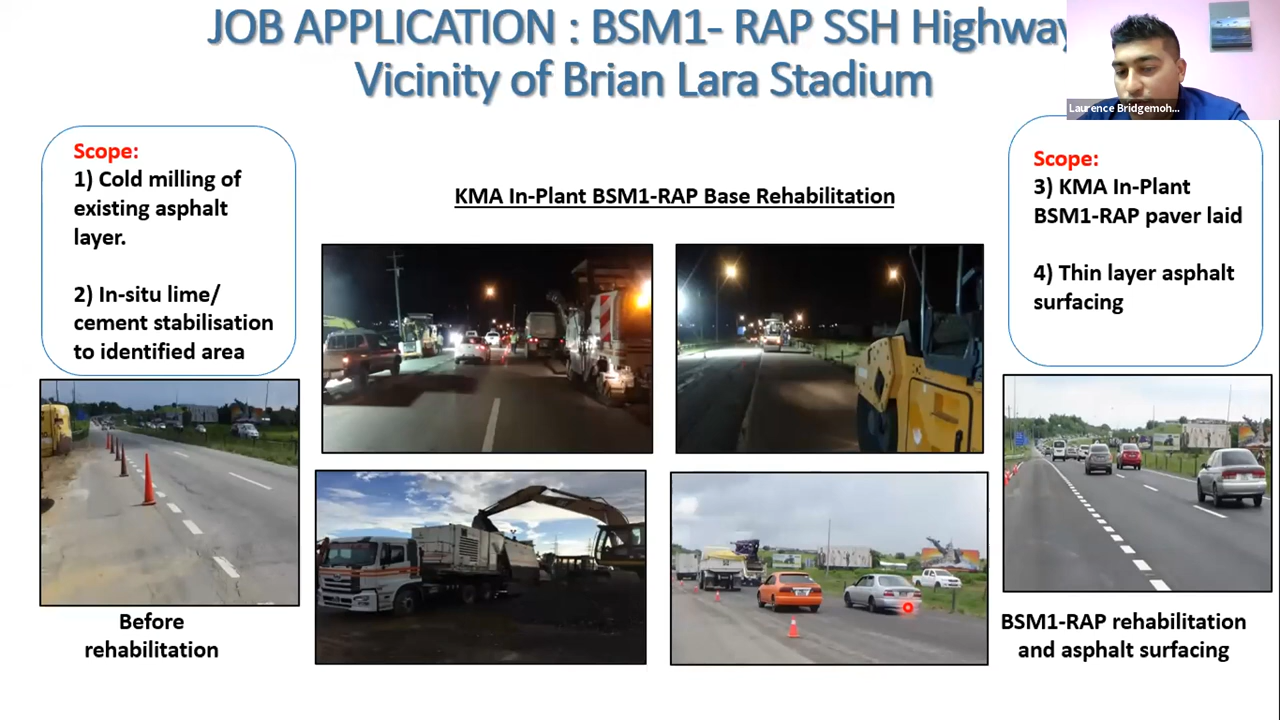 JOB APPLICATION : BSM1- RAP SSH Highway
Vicinity of Brian Lara Stadium
Laurence Bridgemoh...
Scope:
1) Cold milling of
existing asphalt
layer.
2) In-situ lime/
cement stabilisation
to identified area
KMA In-Plant BSM1-RAP Base Rehabilitation
Scope:
3) KMA In-Plant
BSM1-RAP paver laid
4) Thin layer asphalt
surfacing
Before
rehabilitation
BSM1-RAP rehabilitation
and asphalt surfacing